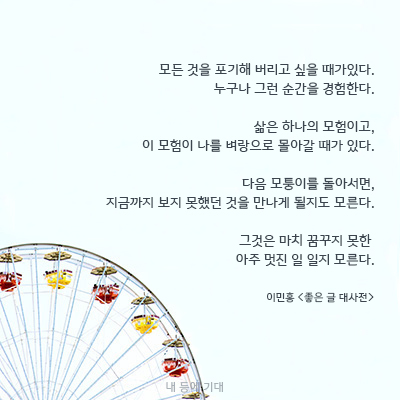 모든 것을 포기해 버리고 싶을 때가있다.
누구나 그런 순간을 경험한다.
삶은 하나의 모험이고,
이 모험이 나를 벼랑으로 몰아갈 때가 있다.
다음 모퉁이를 돌아서면,
지금까지 보지 못했던 것을 만나게 될지도 모른다.
그것은 마치 꿈꾸지 못한
아주 멋진 일 일지 모른다.
이민홍 <좋은 글 대사전>
내 등에 기대